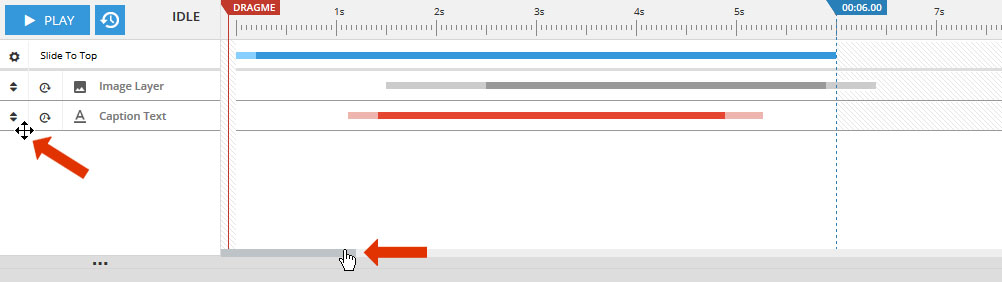 PLAY
IDLE
DRAGME
1s
2s
3s
4s
5s
00:06.00
7s
Slide To Top
Image Layer
Caption Text